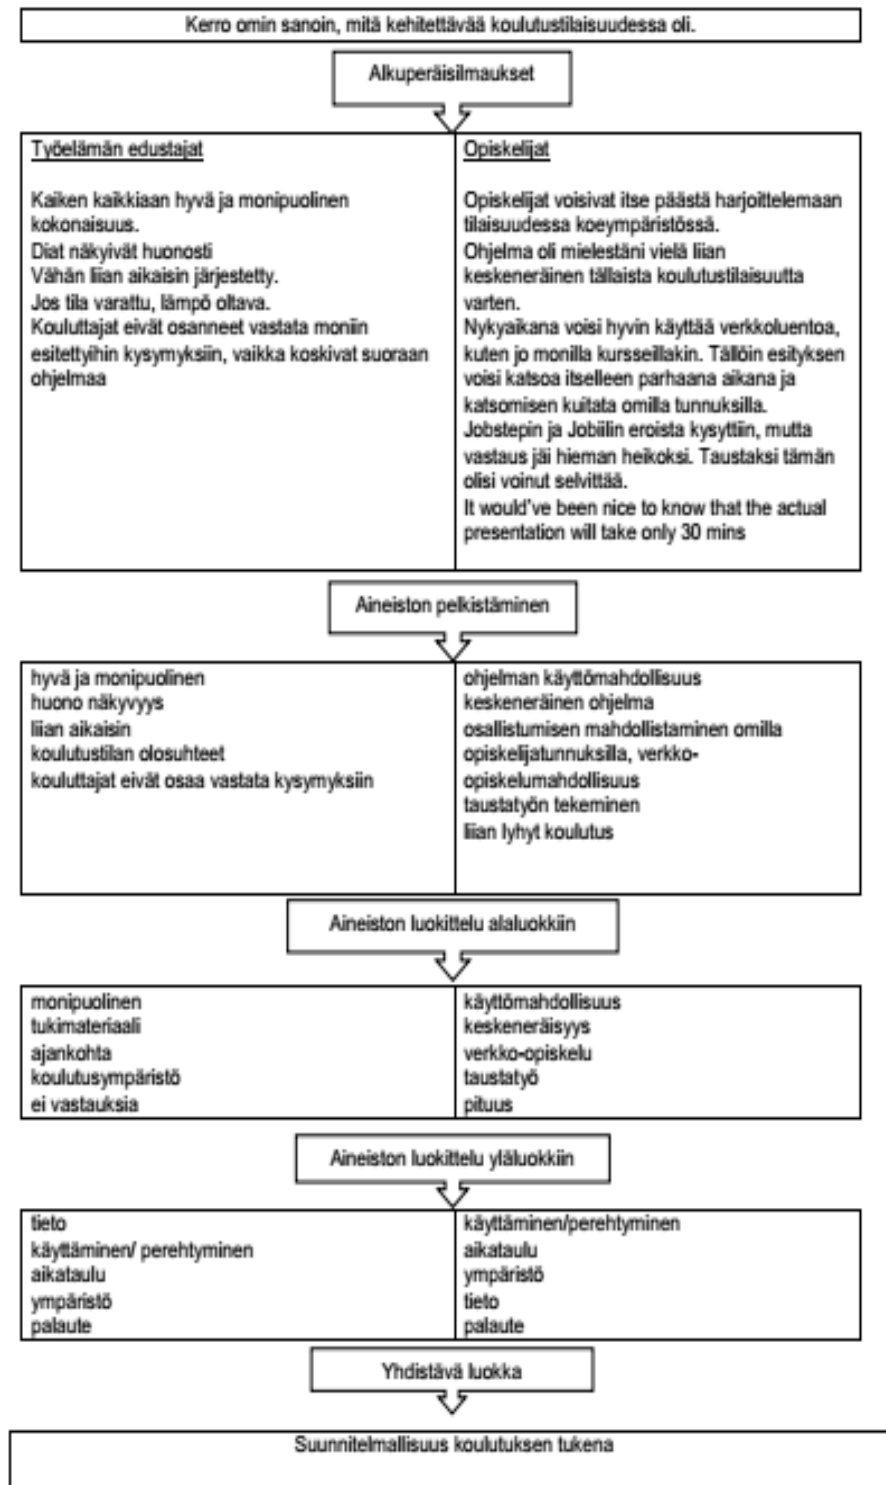 Kerro omin sanoin, mitä kehitettävää koulutustilaisuudessa oli.
Alkuperäisilmaukset
Työelämän edustajat
Kaiken kaikkiaan hyvä ja monipuolinen
kokonaisuus.
Diat näkyivät huonosti
Vähän liian aikaisin järjestetty.
Jos tila varattu, lämpö oltava.
Kouluttajat eivät osanneet vastata moniin
esitettyihin kysymyksiin, vaikka koskivat suoraan
ohjelmaa
Opiskelijat
Opiskelijat voisivat itse päästä harjoittelemaan
tilaisuudessa koeympäristössä.
Ohjelma oli mielestäni vielä liian
keskeneräinen tällaista koulutustilaisuutta
varten.
Nykyaikana voisi hyvin käyttää verkkoluentoa,
kuten jo monilla kursseillakin. Tällöin esityksen
voisi katsoa itselleen parhaana aikana ja
katsomisen kuitata omilla tunnuksilla.
Jobstepin ja Jobiilin eroista kysyttiin, mutta
vastaus jäi hieman heikoksi. Taustaksi tämän
olisi voinut selvittää.
It would've been nice to know that the actual
presentation will take only 30 mins
Aineiston pelkistäminen
hyvä ja monipuolinen
huono näkyvyys
liian aikaisin
koulutustilan olosuhteet
kouluttajat eivät osaa vastata kysymyksiin
ohjelman käyttömahdollisuus
keskeneräinen ohjelma
osallistumisen mahdollistaminen omilla
opiskelijatunnuksilla, verkko-
opiskelumahdollisuus
taustatyön tekeminen
liian lyhyt koulutus
Aineiston luokittelu alaluokkiin
monipuolinen
tukimateriaali
ajankohta
koulutusympäristö
ei vastauksia
käyttömahdollisuus
keskeneräisyys
verkko-opiskelu
taustatyö
pituus
Aineiston luokittelu yläluokkiin
tieto
käyttäminen/ perehtyminen
aikataulu
ympäristö
palaute
käyttäminen/perehtyminen
aikataulu
ympäristö
tieto
palaute
Yhdistävä luokka
Suunnitelmallisuus koulutuksen tukena